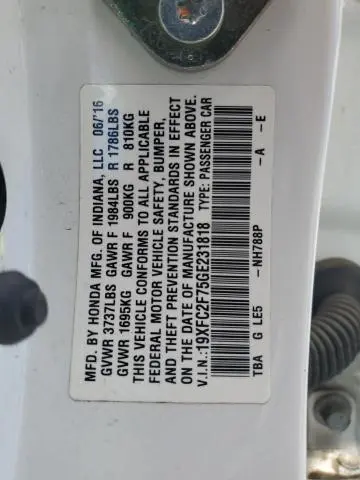 MFD. BY HONDA MFG. OF INDIANA, LLC 06/'16
GVWR 3737LBS GAWR F 1984LBS R 1786LBS
GVWR 1695KG GAWR F 900KG R 810KG
THIS VEHICLE CONFORMS TO ALL APPLICABLE
FEDERAL MOTOR VEHICLE SAFETY, BUMPER,
AND THEFT PREVENTION STANDARDS IN EFFECT
ON THE DATE OF MANUFACTURE SHOWN ABOVE.
V.I.N.: 19XFC2F75GE231818 TYPE: PASSENGER CAR
TBA G LE5 -NH788P -A -E